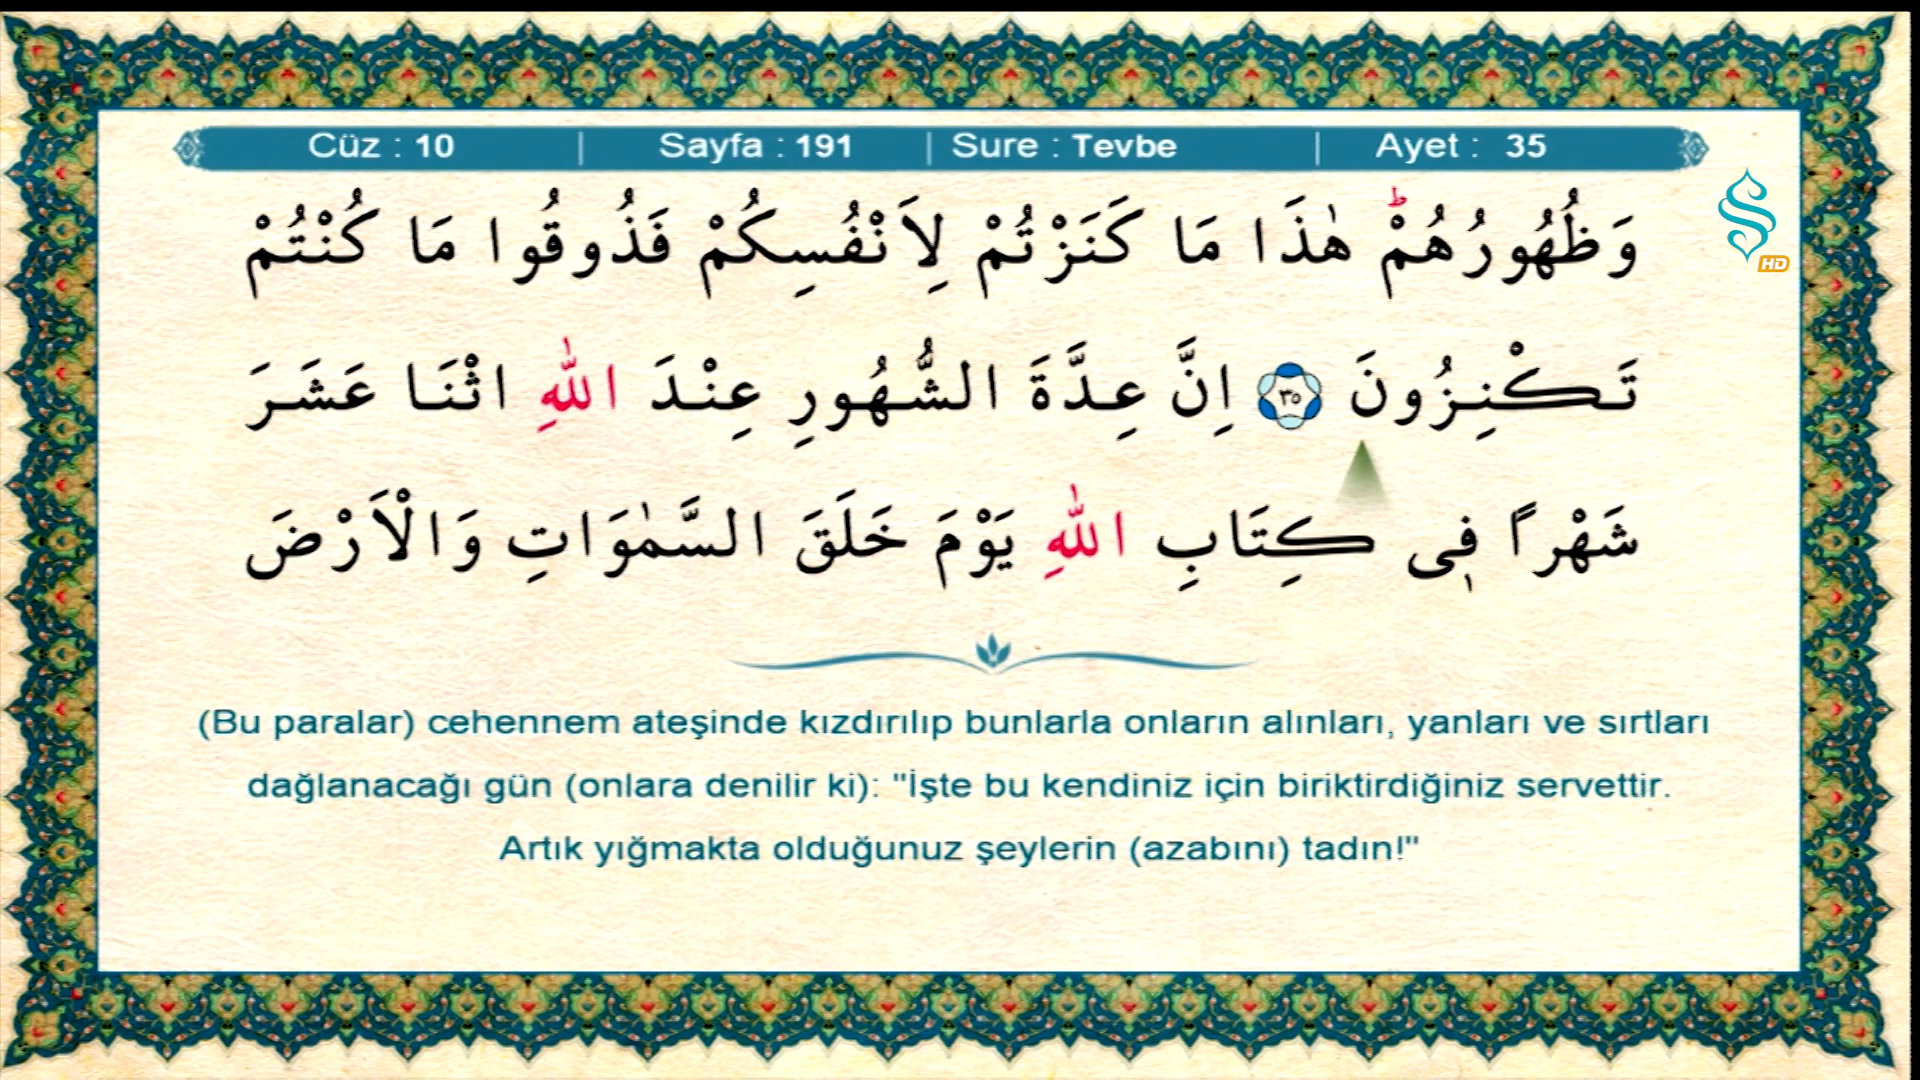 Cüz : 10 | Sayfa : 191 | Sure : Tevbe | Ayet : 35
وَظُهُورُهُمْۜ هٰذَا مَا كَنَزْتُمْ لِاَنْفُسِكُمْ فَذُوقُوا مَا كُنْتُمْ
تَكْنِزُونَ ٣٥ اِنَّ عِدَّةَ الشُّهُورِ عِنْدَ اللّٰهِ اثْنَا عَشَرَ
شَهْراً ف۪ى كِتَابِ اللّٰهِ يَوْمَ خَلَقَ السَّمٰوَاتِ وَالْاَرْضَ
(Bu paralar) cehennem ateşinde kızdırılıp bunlarla onların alınları, yanları ve sırtları
dağlanacağı gün (onlara denilir ki): "İşte bu kendiniz için biriktirdiğiniz servettir.
Artık yığmakta olduğunuz şeylerin (azabını) tadın!"
HD